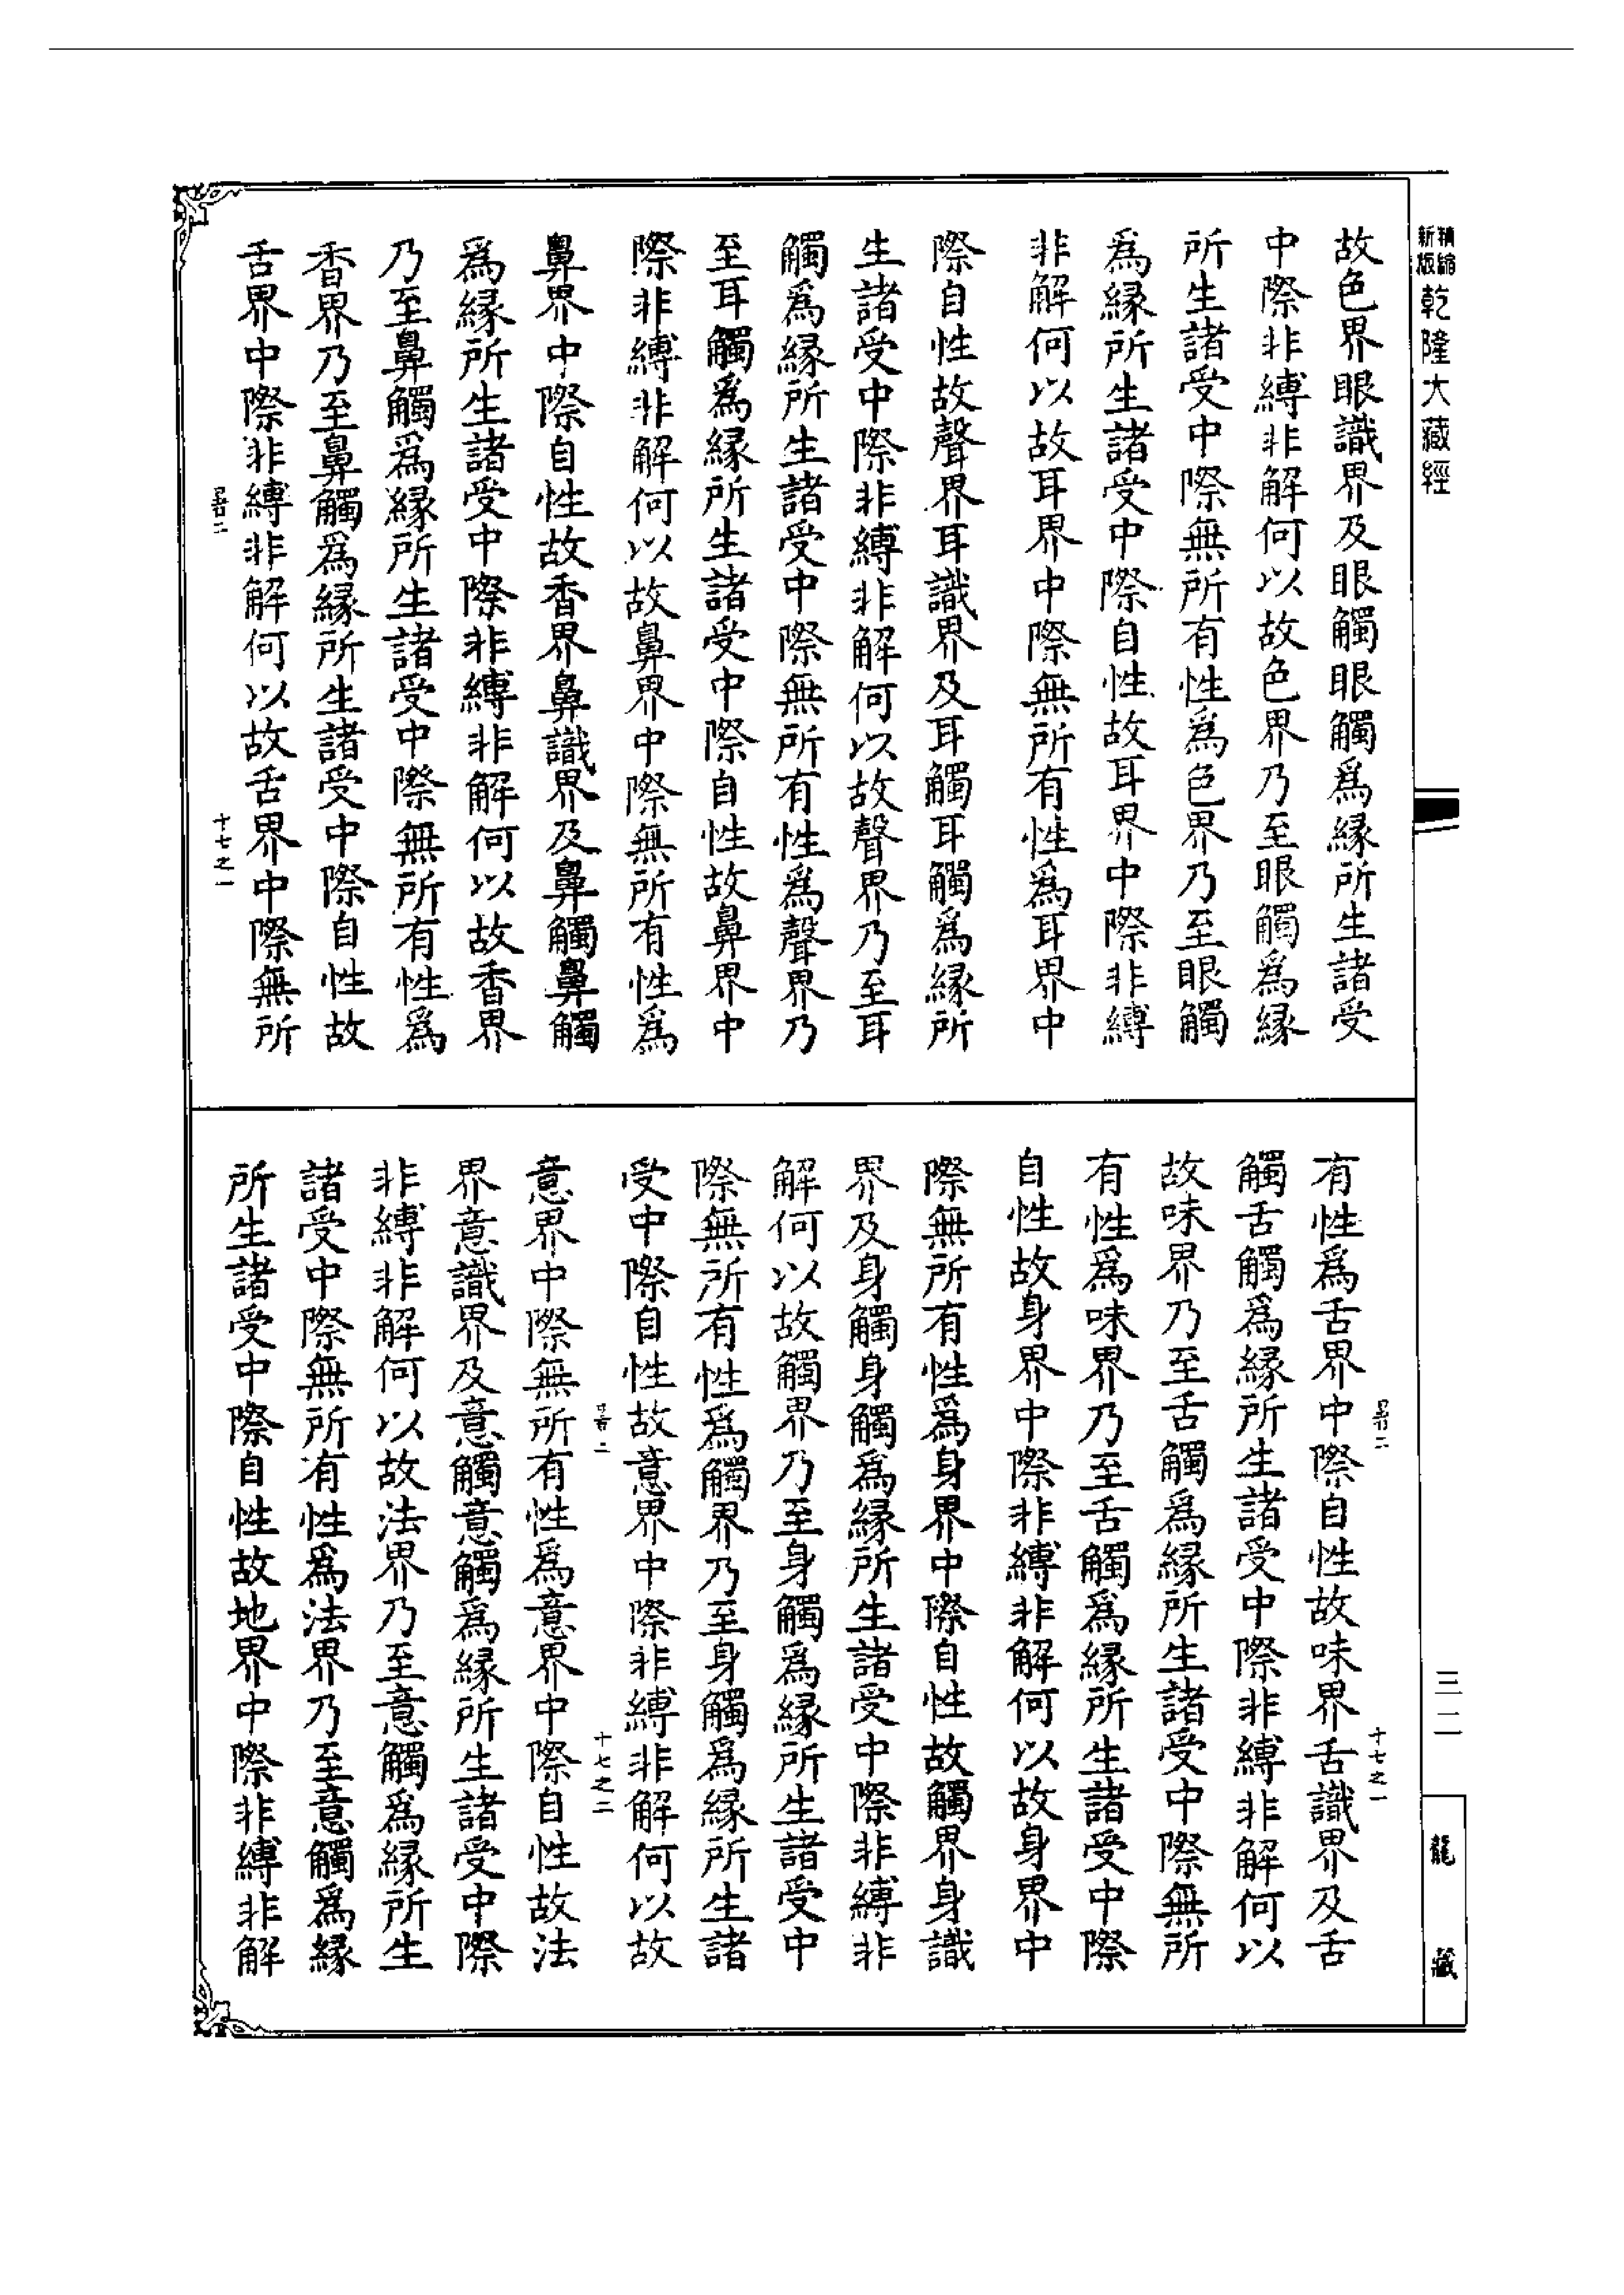 精縮新版乾隆大藏經
故色界眼識界及眼觸眼觸爲緣所生諸受
中際非縛非解何以故色界乃至眼觸爲緣
所生諸受中際無所有性爲色界乃至眼觸
爲緣所生諸受中際自性故耳界中際非縛
非解何以故耳界中際無所有性爲耳界中
際自性故聲界耳識界及耳觸耳觸爲緣所
生諸受中際非縛非解何以故聲界乃至耳
觸爲緣所生諸受中際無所有性爲聲界乃
至耳觸爲緣所生諸受中際自性故鼻界中
際非縛非解何以故鼻界中際無所有性爲
鼻界中際自性故香界鼻識界及鼻觸鼻觸
爲緣所生諸受中際非縛非解何以故香界
乃至鼻觸爲緣所生諸受中際無所有性爲
香界乃至鼻觸爲緣所生諸受中際自性故
舌界中際非縛非解何以故舌界中際無所
二 十七之一
三二
龍藏
二 十七之一
有性爲舌界中際自性故味界舌識界及舌
觸舌觸爲緣所生諸受中際非縛非解何以
故味界乃至舌觸爲緣所生諸受中際無所
有性爲味界乃至舌觸爲緣所生諸受中際
自性故身界中際非縛非解何以故身界中
際無所有性爲身界中際自性故觸界身識
界及身觸身觸爲緣所生諸受中際非縛非
解何以故觸界乃至身觸爲緣所生諸受中
際無所有性爲觸界乃至身觸爲緣所生諸
受中際自性故意界中際非縛非解何以故
二 十七之二
意界中際無所有性爲意界中際自性故法
界意識界及意觸意觸爲緣所生諸受中際
非縛非解何以故法界乃至意觸爲緣所生
諸受中際無所有性爲法界乃至意觸爲緣
所生諸受中際自性故地界中際非縛非解